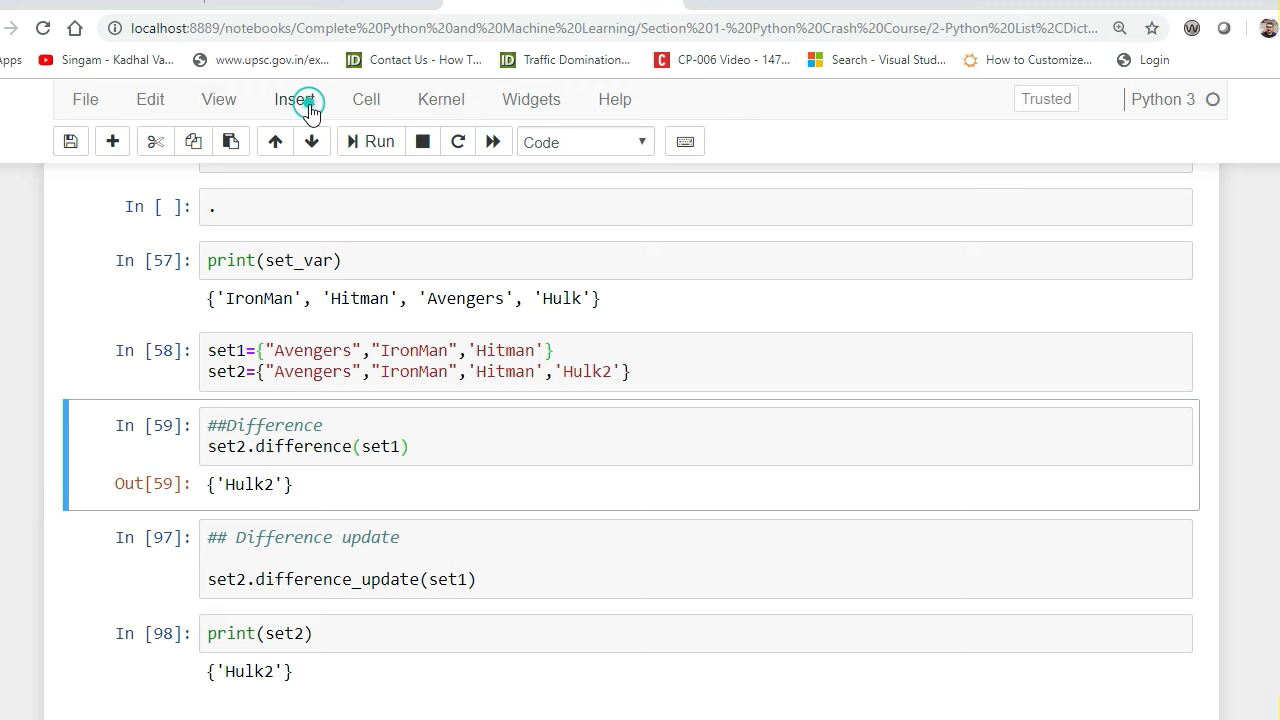 localhost:8889/notebooks/Complete%20Python%20and%20Machine%20Learning/Section%201-%20Python%20Crash%20Course/2-Python%20List%2CDict...
Apps Singam - Kadhal Va... www.upsc.gov.in/ex... Contact Us - How T... Traffic Domination... CP-006 Video - 147... Search - Visual Stud... How to Customize... Login
File Edit View Insert Cell Kernel Widgets Help Trusted Python 3
Run Code
In [ ]: .
In [57]: print(set_var)
{'IronMan', 'Hitman', 'Avengers', 'Hulk'}
In [58]: set1={"Avengers","IronMan",'Hitman'}
set2={"Avengers","IronMan",'Hitman','Hulk2'}
In [59]: ##Difference
set2.difference(set1)
Out[59]: {'Hulk2'}
In [97]: ## Difference update
set2.difference_update(set1)
In [98]: print(set2)
{'Hulk2'}